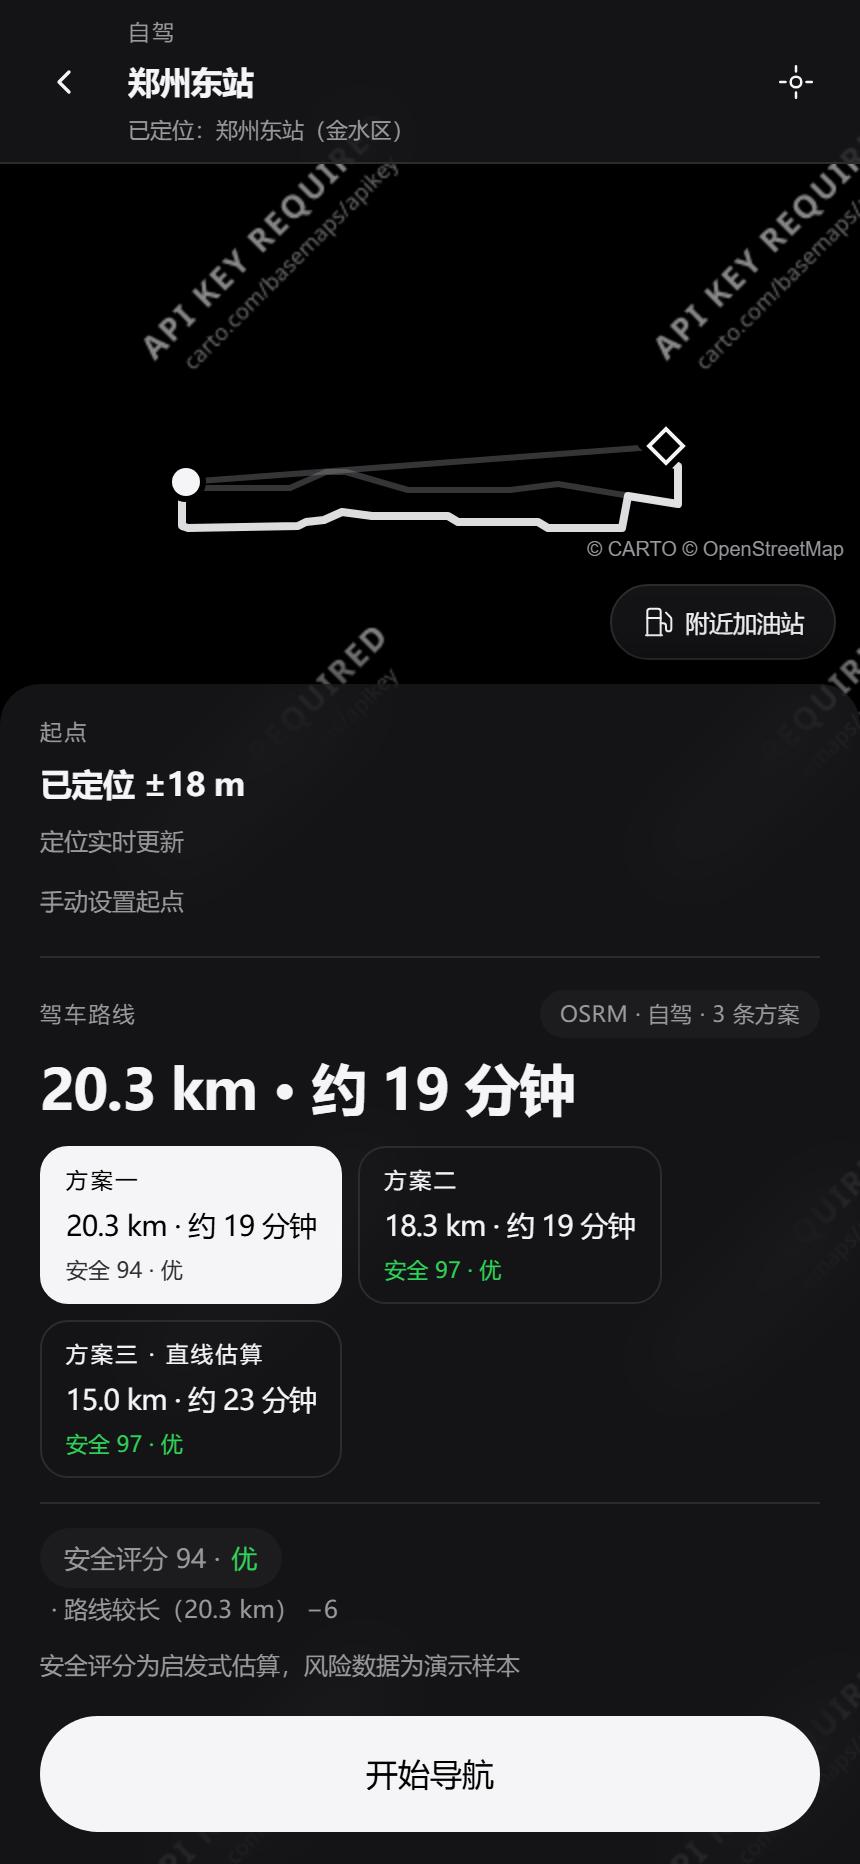 自驾
郑州东站
已定位：郑州东站（金水区）
API KEY REQUIRED
carto.com/basemaps/apikey
API KEY REQUIR
carto.com/basemaps/
© CARTO © OpenStreetMap
附近加油站
REQUIRED
s/apikey
起点
已定位 ±18 m
定位实时更新
手动设置起点
驾车路线
OSRM · 自驾 · 3 条方案
20.3 km • 约 19 分钟
方案一
20.3 km · 约 19 分钟
安全 94 · 优
方案二
18.3 km · 约 19 分钟
安全 97 · 优
方案三 · 直线估算
15.0 km · 约 23 分钟
安全 97 · 优
安全评分 94 · 优
· 路线较长（20.3 km） −6
安全评分为启发式估算，风险数据为演示样本
开始导航